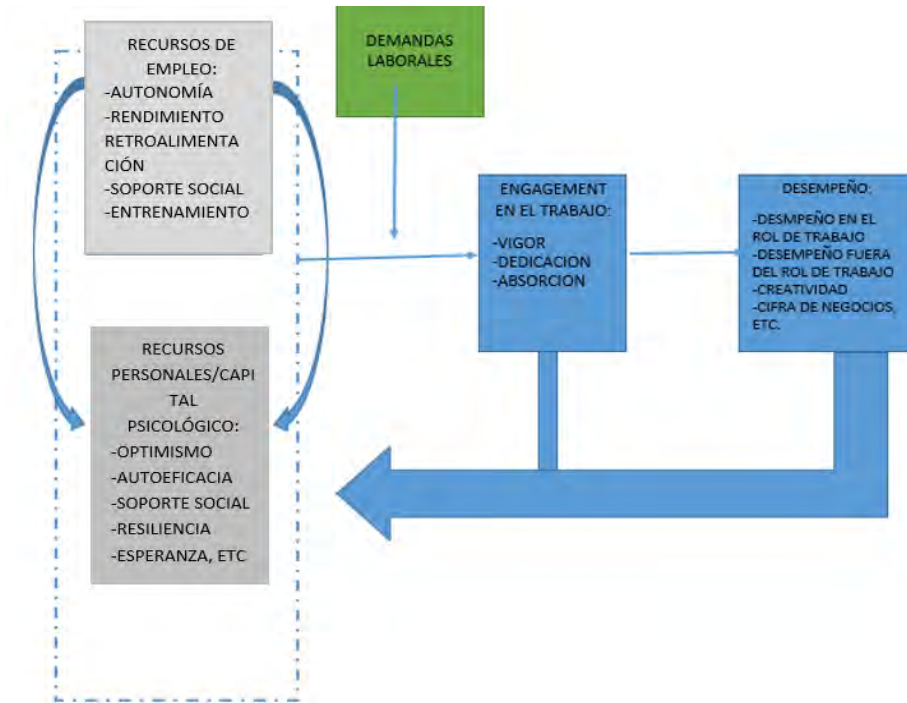 RECURSOS DE
EMPLEO:
-AUTONOMÍA
-RENDIMIENTO
RETROALIMENTA
CIÓN
-SOPORTE SOCIAL
-ENTRENAMIENTO
DEMANDAS
LABORALES
ENGAGEMENT
EN EL TRABAJO:
-VIGOR
-DEDICACION
-ABSORCION
DESEMPEÑO:
-DESMPEÑO EN EL
ROL DE TRABAJO
-DESEMPEÑO FUERA
DEL ROL DE TRABAJO
-CREATIVIDAD
-CIFRA DE NEGOCIOS,
ETC.
RECURSOS
PERSONALES/CAPI
TAL
PSICOLÓGICO:
-OPTIMISMO
-AUTOEFICACIA
-SOPORTE SOCIAL
-RESILIENCIA
-ESPERANZA, ETC